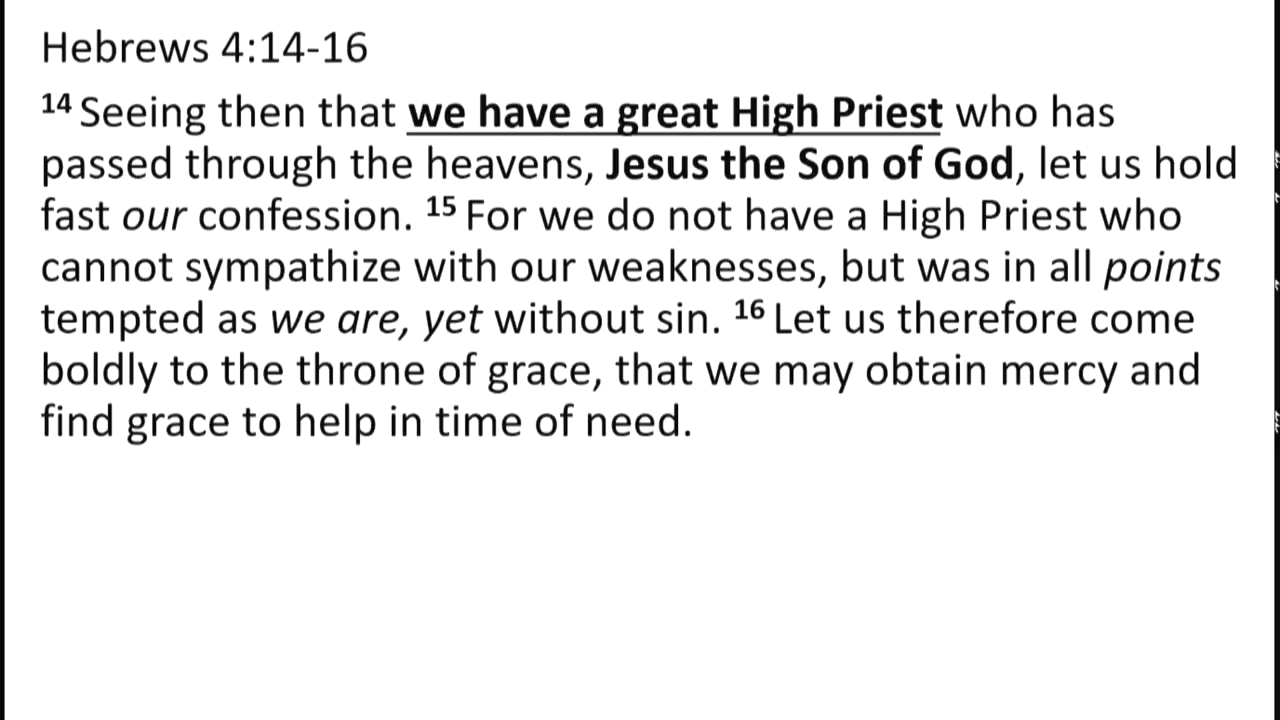 Hebrews 4:14-16
14 Seeing then that we have a great High Priest who has
passed through the heavens, Jesus the Son of God, let us hold
fast our confession. 15 For we do not have a High Priest who
cannot sympathize with our weaknesses, but was in all points
tempted as we are, yet without sin. 16 Let us therefore come
boldly to the throne of grace, that we may obtain mercy and
find grace to help in time of need.